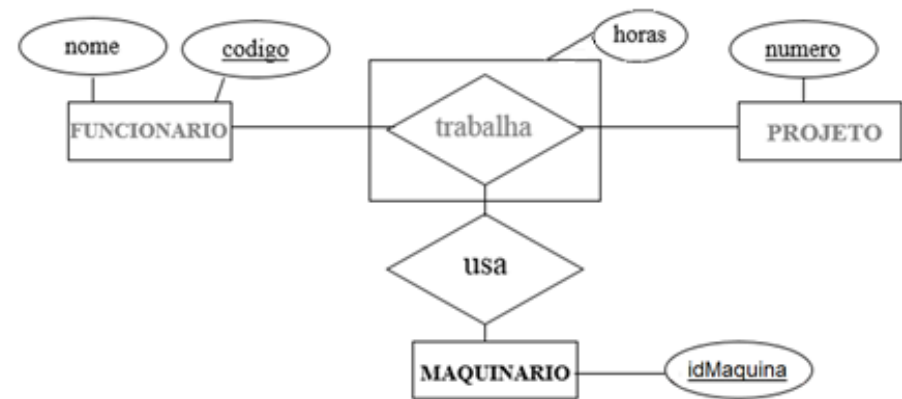 nome
codigo
horas
numero
FUNCIONARIO
trabalha
PROJETO
usa
MAQUINARIO
idMaquina